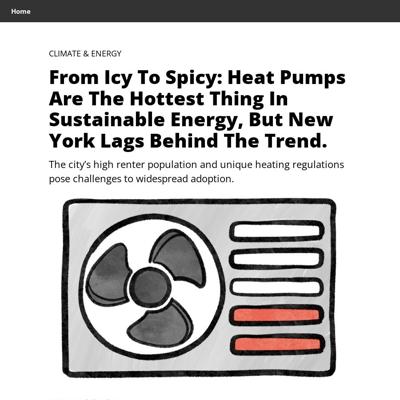 Home
CLIMATE & ENERGY
From Icy To Spicy: Heat Pumps
Are The Hottest Thing In
Sustainable Energy, But New
York Lags Behind The Trend.
The city’s high renter population and unique heating regulations
pose challenges to widespread adoption.